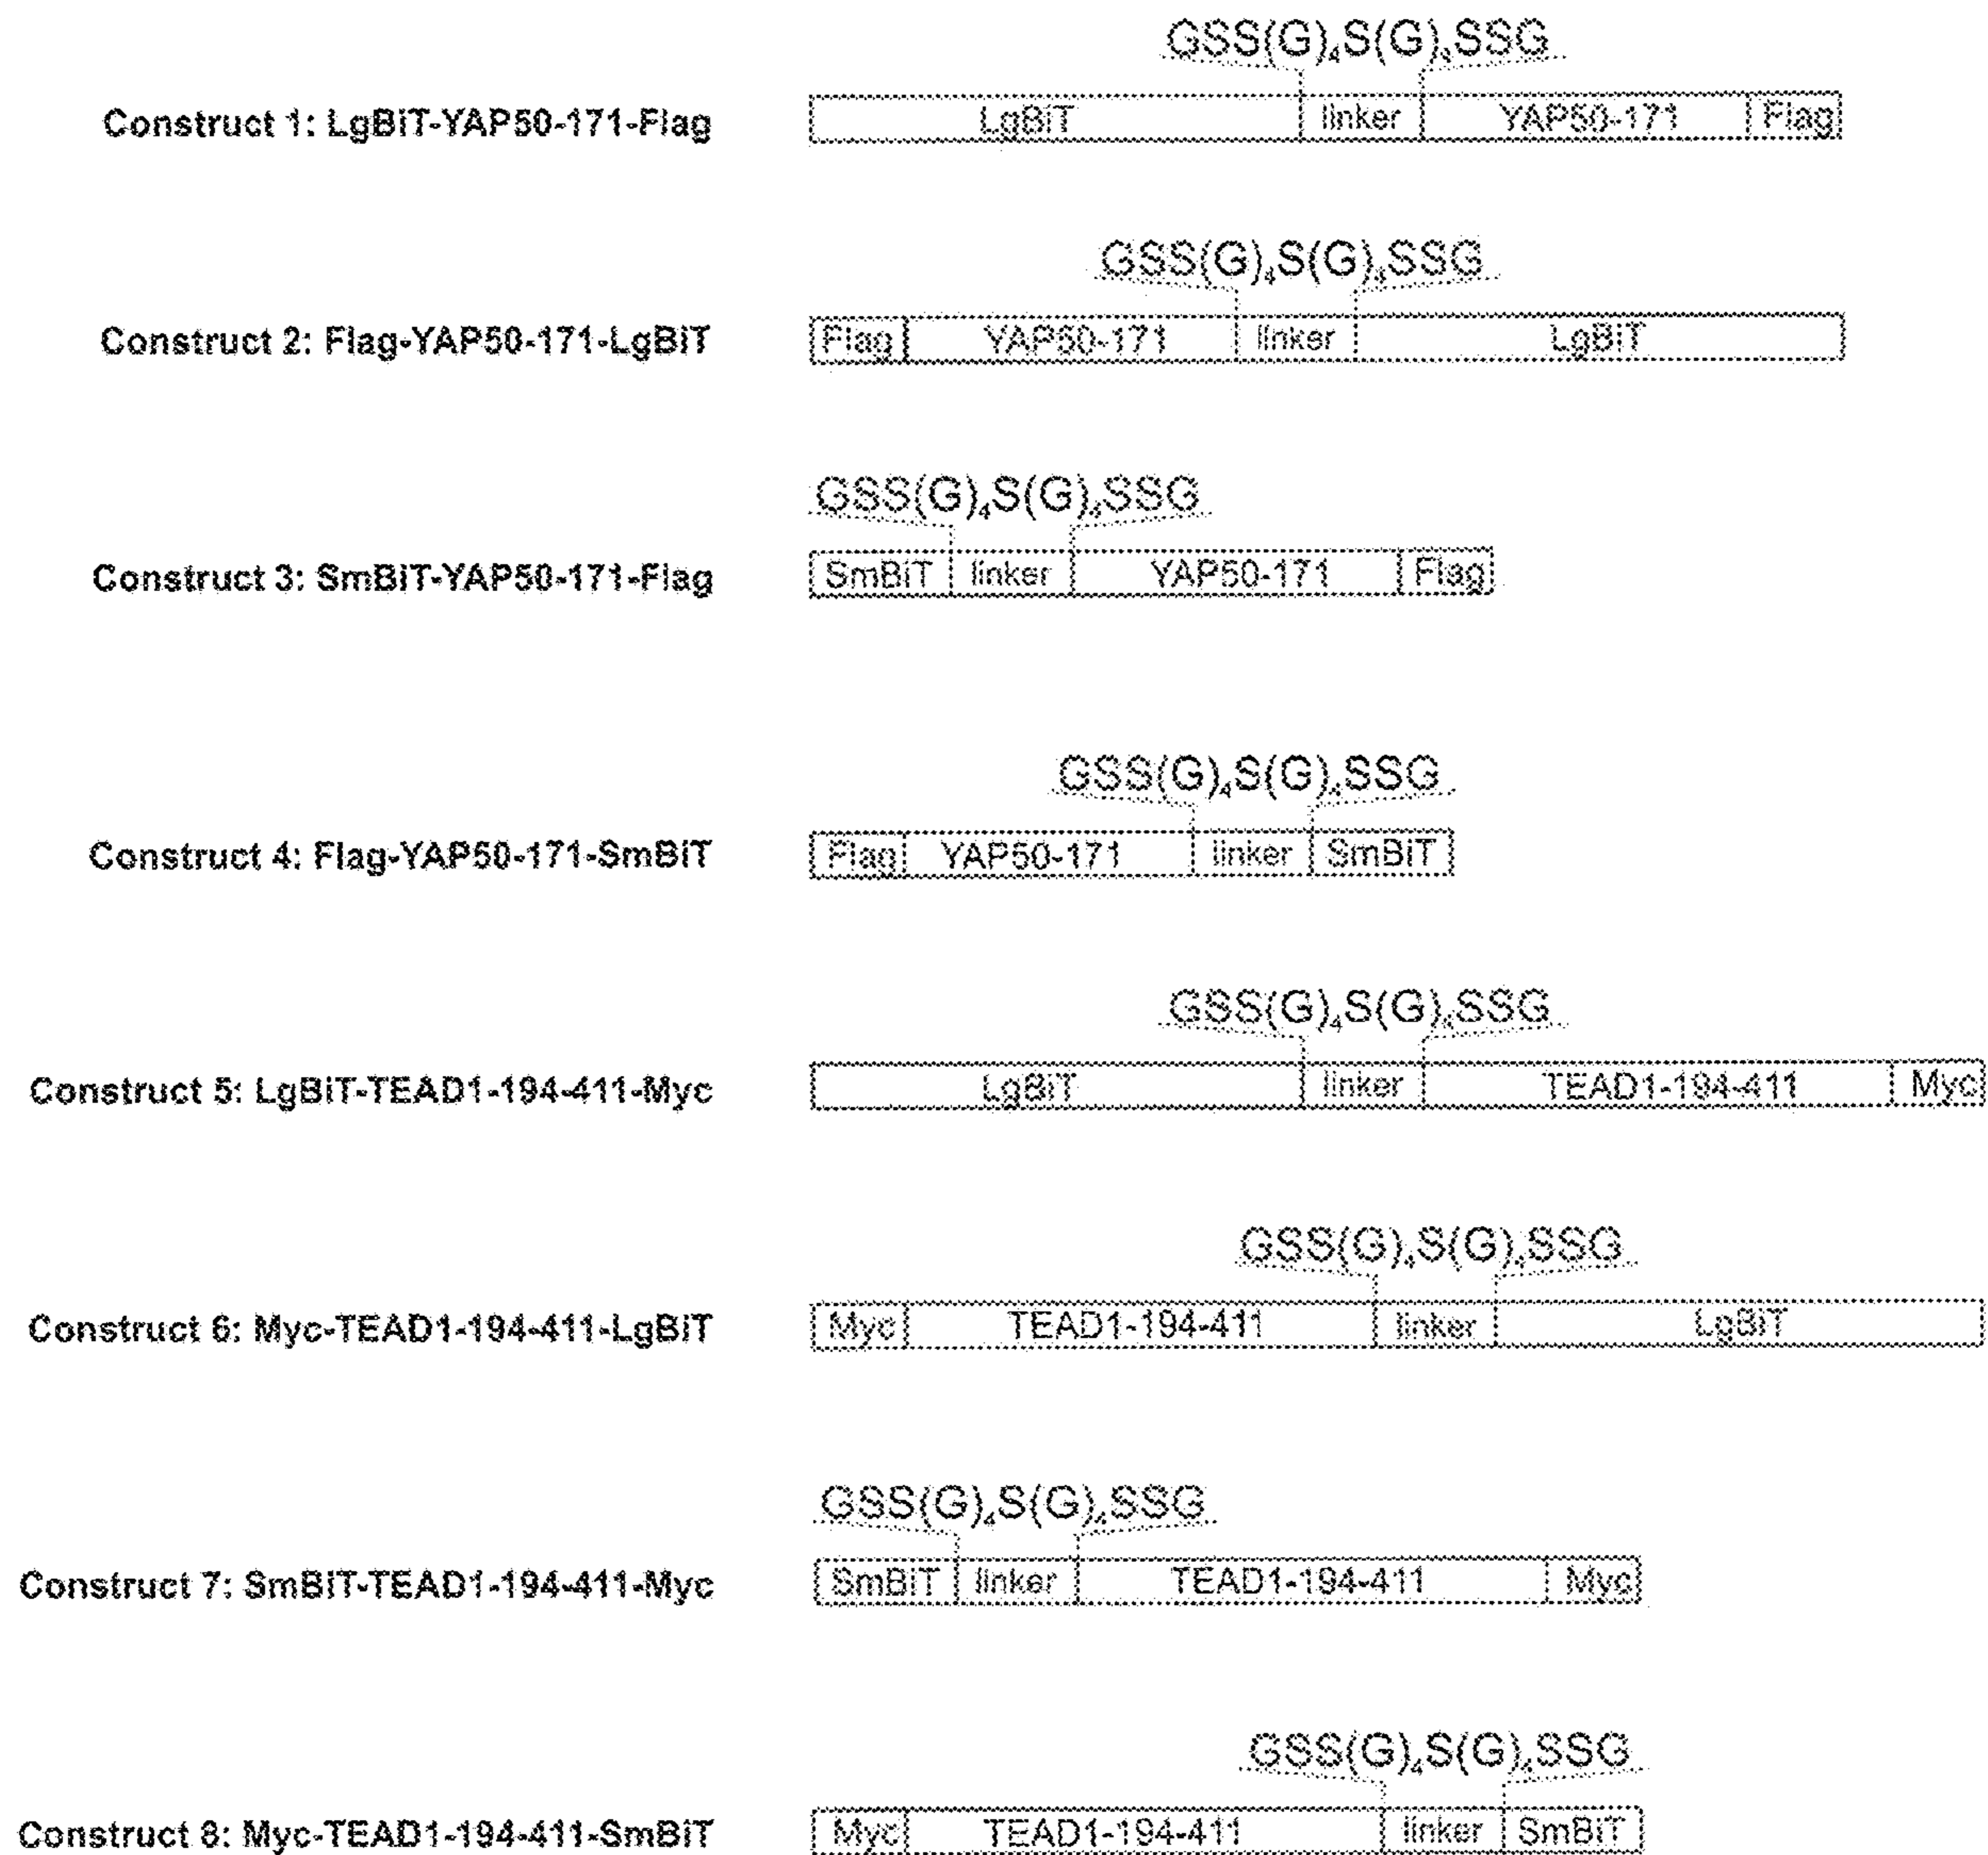 GSS(G)₄S(G)₄SSG
Construct 1: LgBiT-YAP50-171-Flag LgBiT linker YAP50-171 Flag
GSS(G)₄S(G)₄SSG
Construct 2: Flag-YAP50-171-LgBiT Flag YAP50-171 linker LgBiT
GSS(G)₄S(G)₄SSG
Construct 3: SmBiT-YAP50-171-Flag SmBiT linker YAP50-171 Flag
GSS(G)₄S(G)₄SSG
Construct 4: Flag-YAP50-171-SmBiT Flag YAP50-171 linker SmBiT
GSS(G)₄S(G)₄SSG
Construct 5: LgBiT-TEAD1-194-411-Myc LgBiT linker TEAD1-194-411 Myc
GSS(G)₄S(G)₄SSG
Construct 6: Myc-TEAD1-194-411-LgBiT Myc TEAD1-194-411 linker LgBiT
GSS(G)₄S(G)₄SSG
Construct 7: SmBiT-TEAD1-194-411-Myc SmBiT linker TEAD1-194-411 Myc
GSS(G)₄S(G)₄SSG
Construct 8: Myc-TEAD1-194-411-SmBiT Myc TEAD1-194-411 linker SmBiT